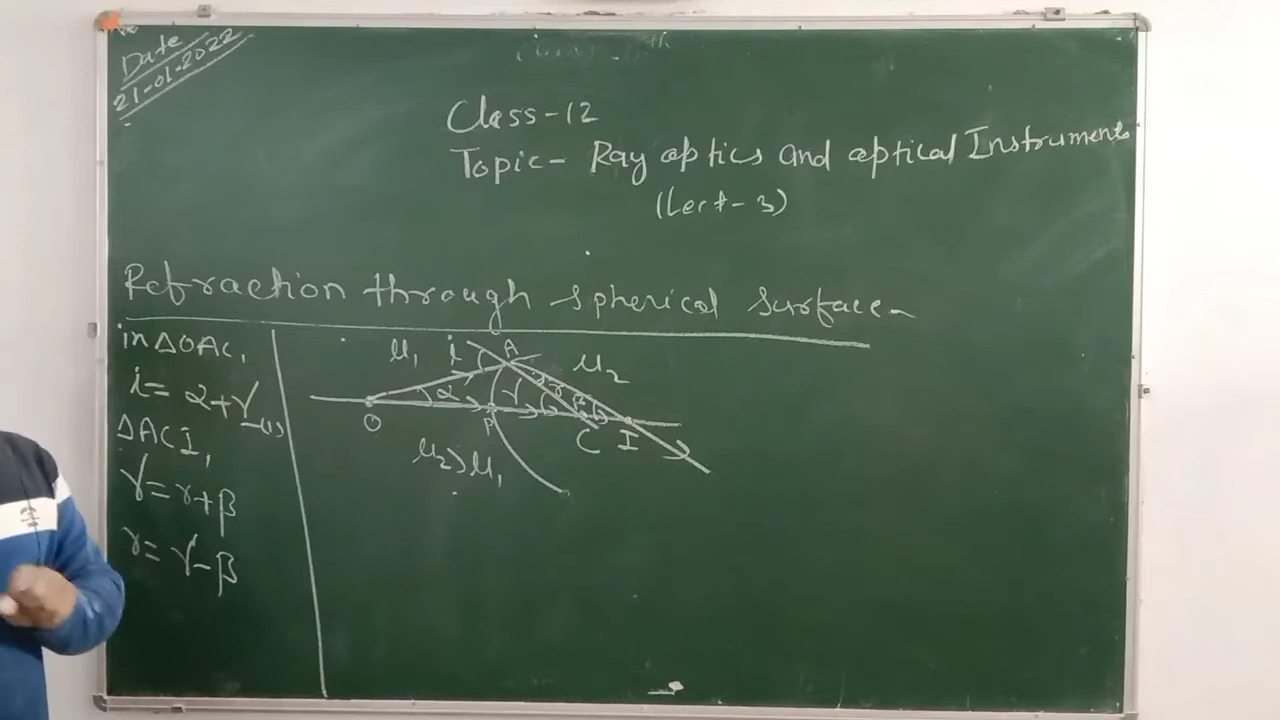 Date
21-01-2022
Class-12
Topic- Ray optics and optical Instruments
(Lect-3)
Refraction through spherical surface-
in ΔOAC,
i = α+γ -(1)
ΔACI,
γ = r+β
r = γ-β
μ₁ i A μ₂
α γ r β
O P C I
μ₂>μ₁